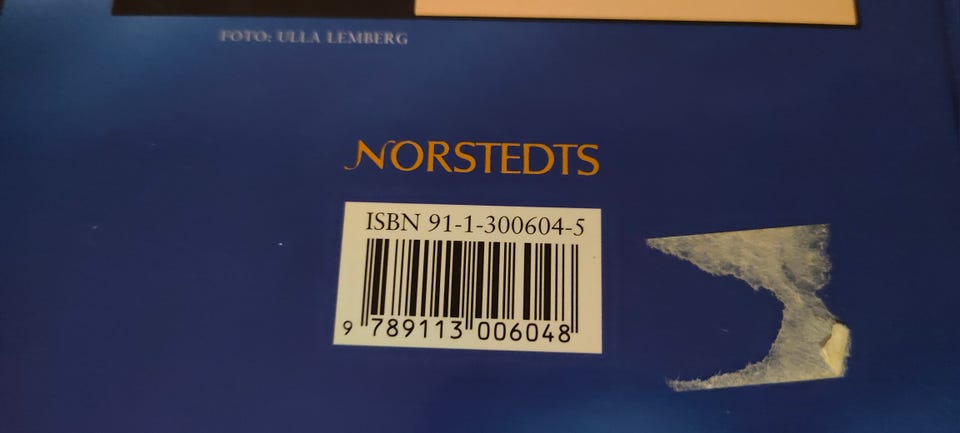 FOTO: ULLA LEMBERG
NORSTEDTS
ISBN 91-1-300604-5
9 789113 006048